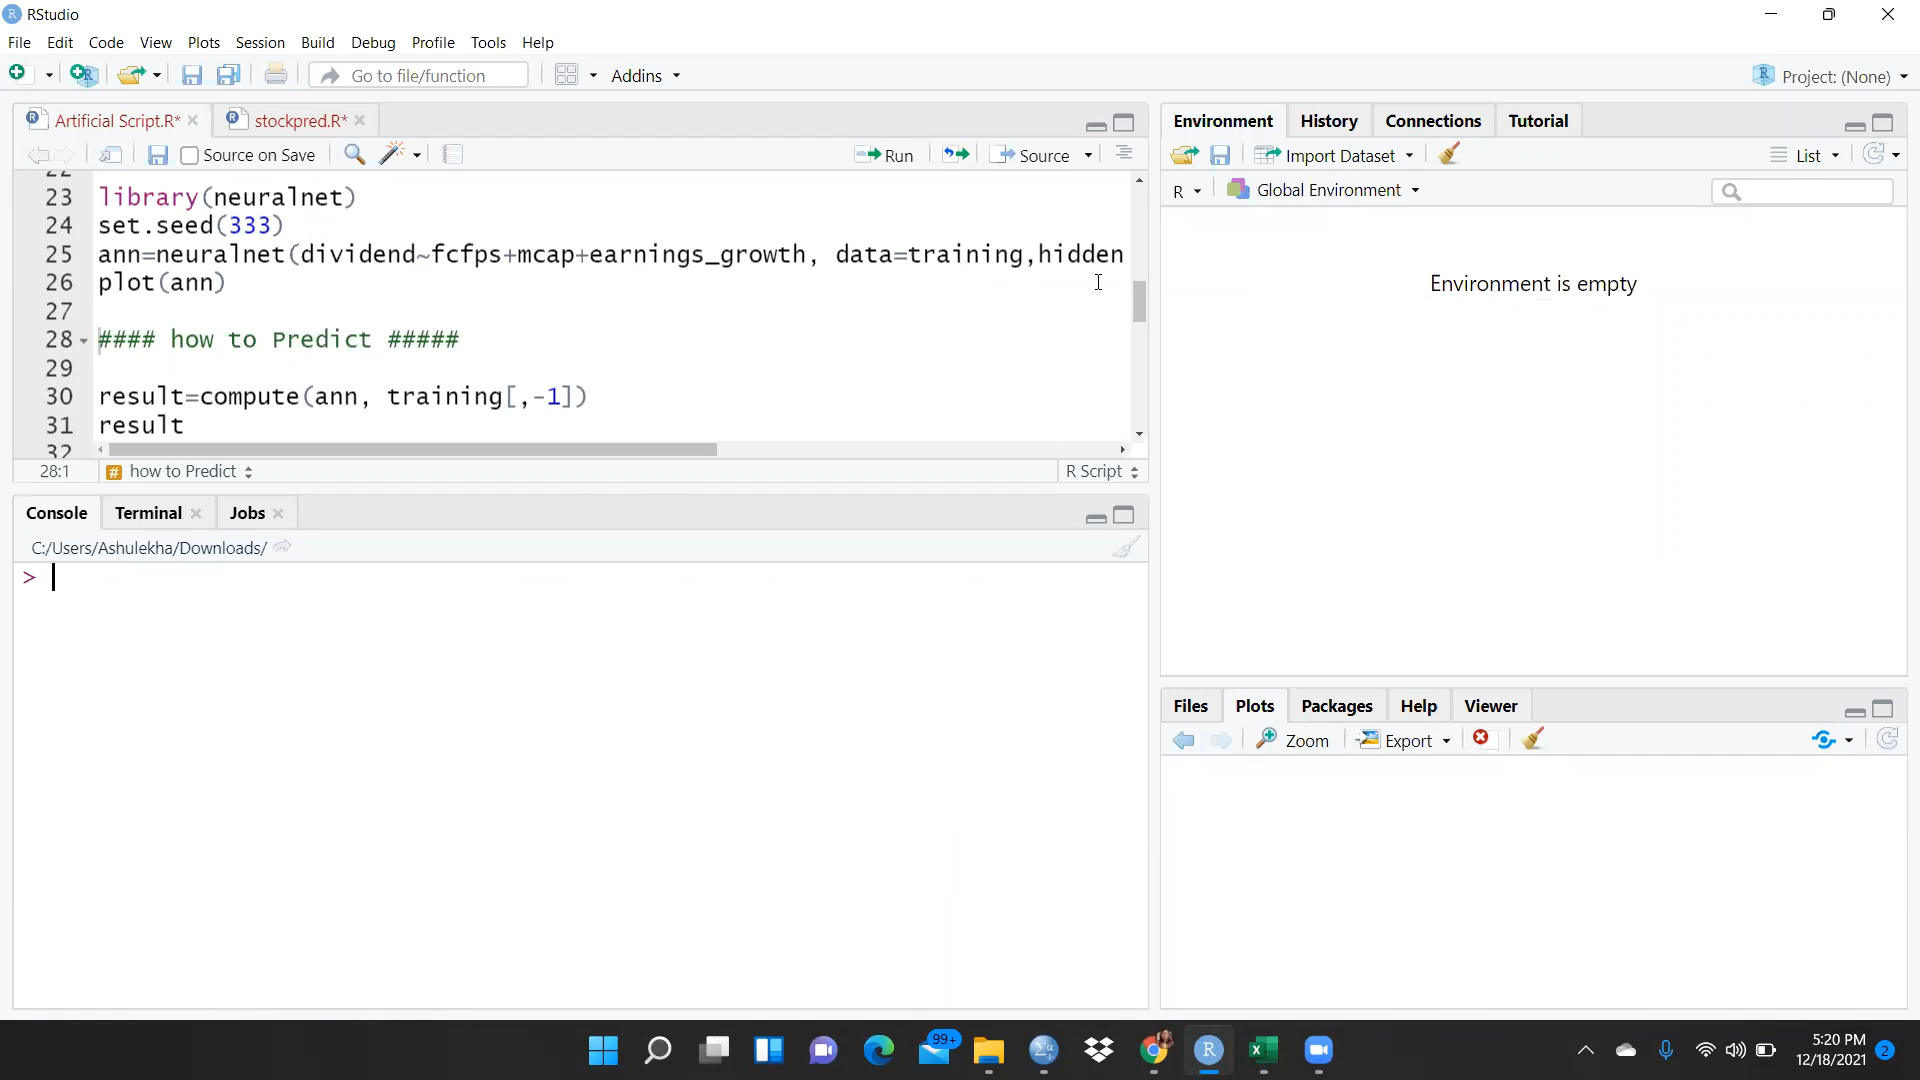 RStudio
File Edit Code View Plots Session Build Debug Profile Tools Help
Go to file/function Addins Project: (None)
Artificial Script.R* stockpred.R*
Source on Save Run Source
22
23 library(neuralnet)
24 set.seed(333)
25 ann=neuralnet(dividend~fcfps+mcap+earnings_growth, data=training,hidden
26 plot(ann)
27
28 #### how to Predict #####
29
30 result=compute(ann, training[,-1])
31 result
32
28:1 # how to Predict R Script
Console Terminal Jobs
C:/Users/Ashulekha/Downloads/
>
Environment History Connections Tutorial
Import Dataset List
R Global Environment
Environment is empty
Files Plots Packages Help Viewer
Zoom Export
99+
5:20 PM
12/18/2021 2